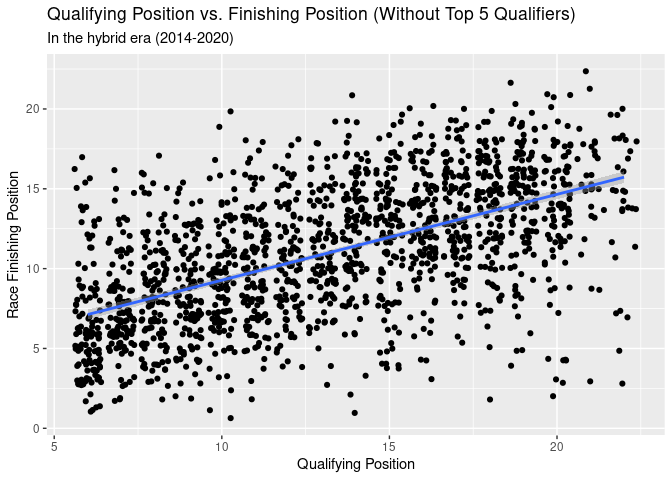 Qualifying Position vs. Finishing Position (Without Top 5 Qualifiers)
In the hybrid era (2014-2020)
Race Finishing Position
20
15
10
5
0
5 10 15 20
Qualifying Position